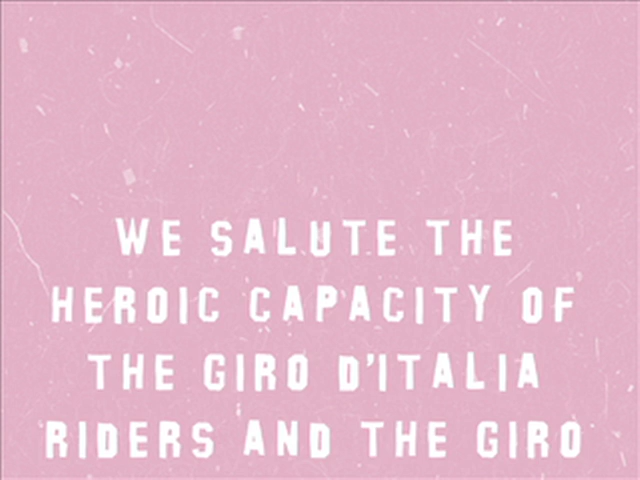 WE SALUTE THE
HEROIC CAPACITY OF
THE GIRO D'ITALIA
RIDERS AND THE GIRO